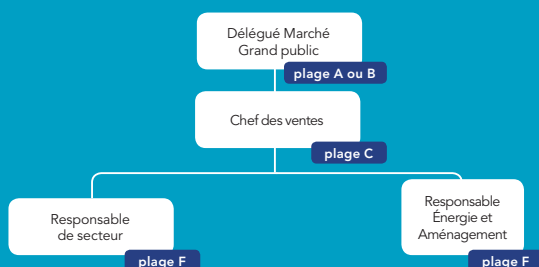 Délégué Marché
Grand public
plage A ou B
Chef des ventes
plage C
Responsable
de secteur
plage F
Responsable
Énergie et
Aménagement
plage F